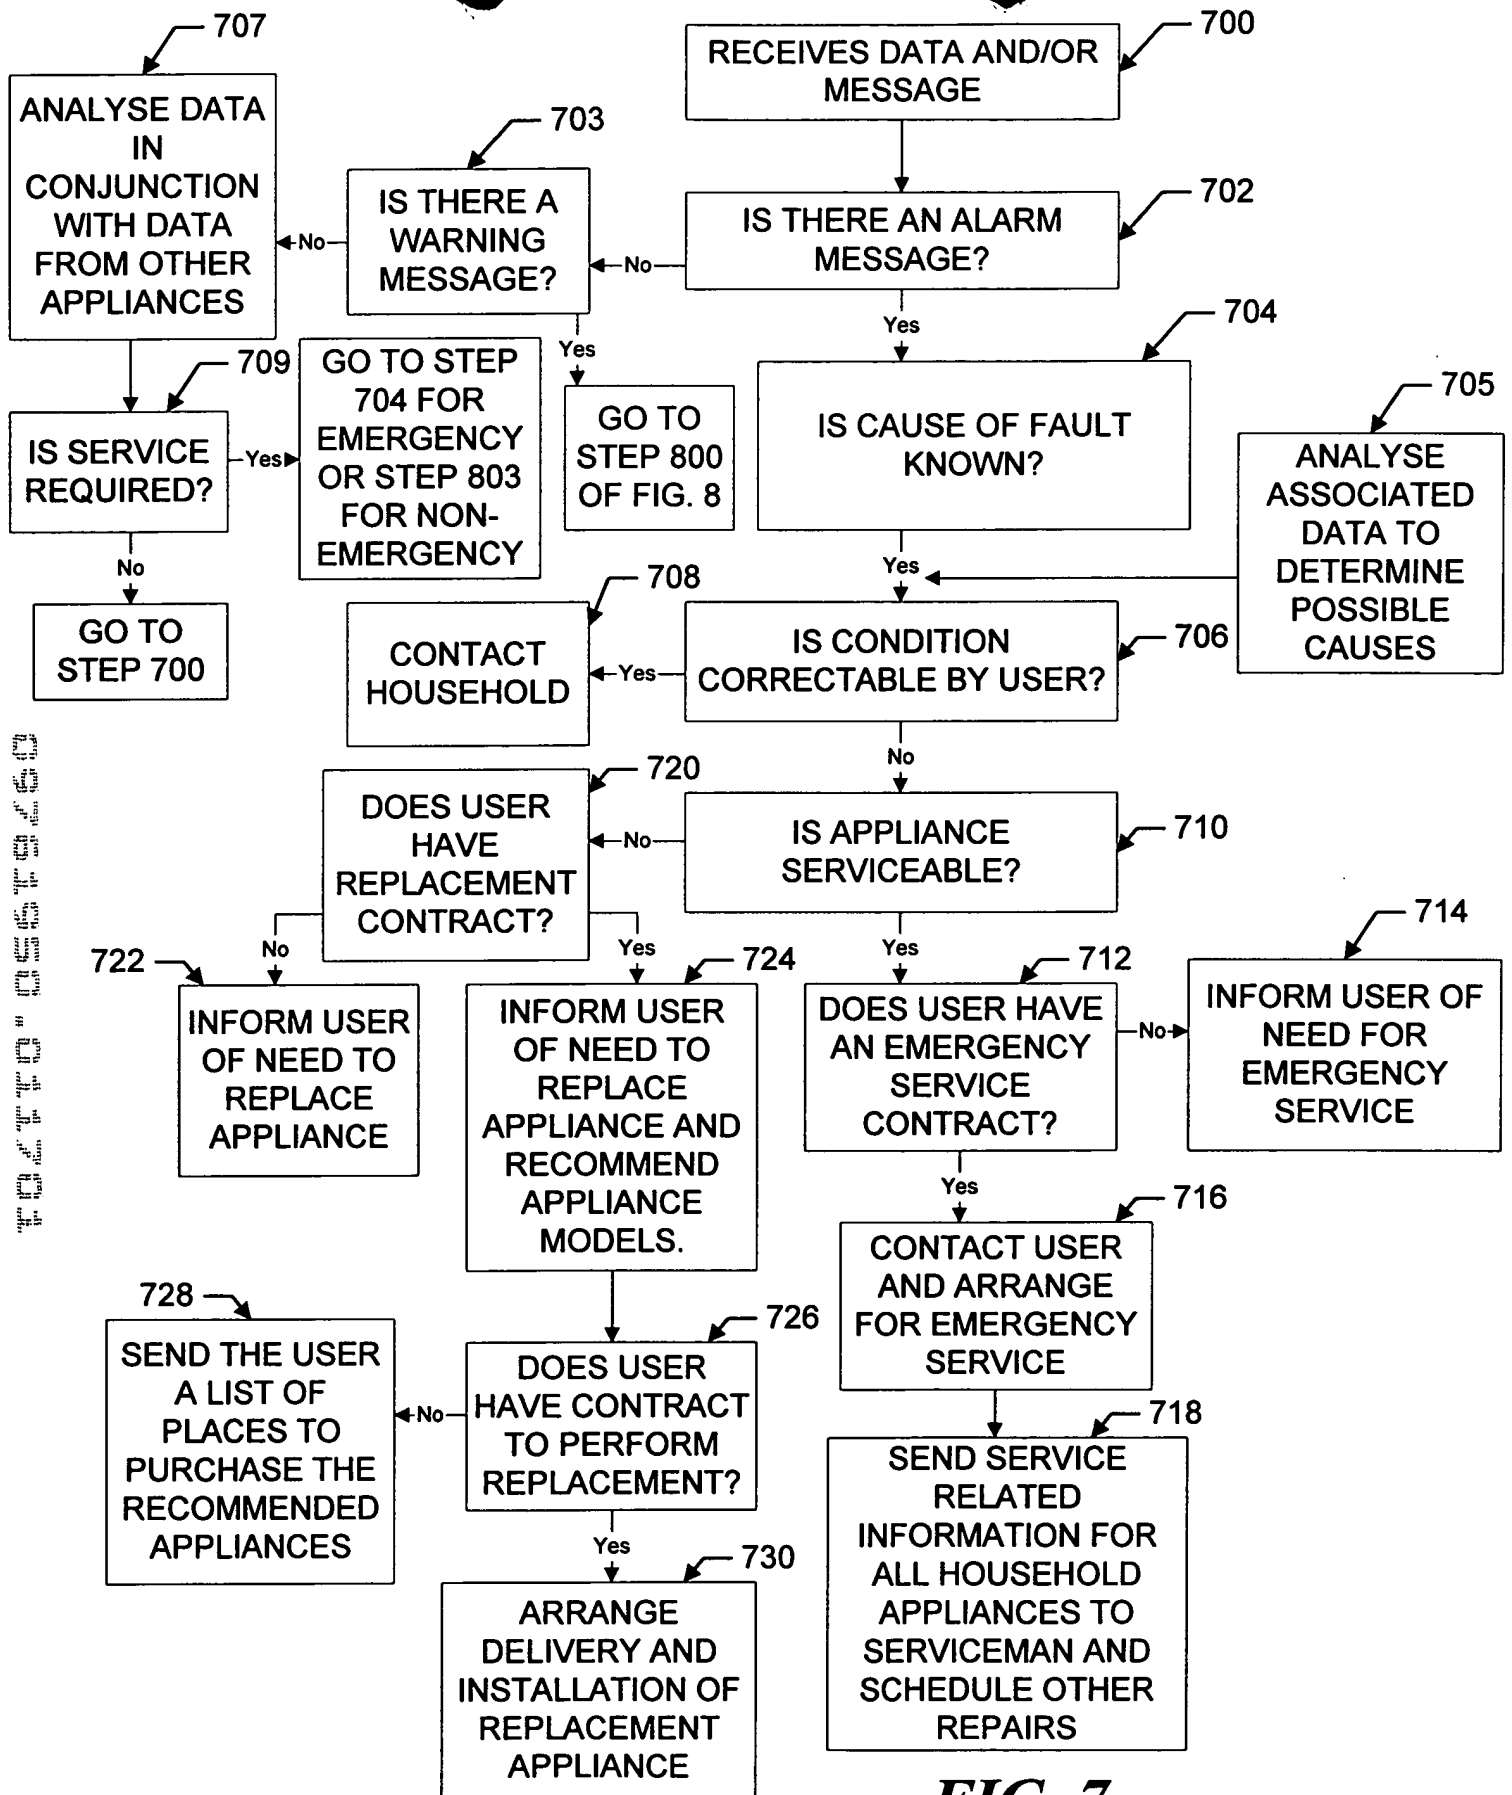 707
700
RECEIVES DATA AND/OR
MESSAGE
ANALYSE DATA
IN
CONJUNCTION
WITH DATA
FROM OTHER
APPLIANCES
703
IS THERE A
WARNING
MESSAGE?
No
702
IS THERE AN ALARM
MESSAGE?
No
Yes
Yes
704
IS CAUSE OF FAULT
KNOWN?
705
ANALYSE
ASSOCIATED
DATA TO
DETERMINE
POSSIBLE
CAUSES
709
IS SERVICE
REQUIRED?
Yes
GO TO STEP
704 FOR
EMERGENCY
OR STEP 803
FOR NON-
EMERGENCY
GO TO
STEP 800
OF FIG. 8
No
GO TO
STEP 700
Yes
708
CONTACT
HOUSEHOLD
Yes
706
IS CONDITION
CORRECTABLE BY USER?
No
720
DOES USER
HAVE
REPLACEMENT
CONTRACT?
No
710
IS APPLIANCE
SERVICEABLE?
No
Yes
Yes
722
INFORM USER
OF NEED TO
REPLACE
APPLIANCE
724
INFORM USER
OF NEED TO
REPLACE
APPLIANCE AND
RECOMMEND
APPLIANCE
MODELS.
712
DOES USER HAVE
AN EMERGENCY
SERVICE
CONTRACT?
No
714
INFORM USER OF
NEED FOR
EMERGENCY
SERVICE
Yes
716
CONTACT USER
AND ARRANGE
FOR EMERGENCY
SERVICE
728
SEND THE USER
A LIST OF
PLACES TO
PURCHASE THE
RECOMMENDED
APPLIANCES
No
726
DOES USER
HAVE CONTRACT
TO PERFORM
REPLACEMENT?
718
SEND SERVICE
RELATED
INFORMATION FOR
ALL HOUSEHOLD
APPLIANCES TO
SERVICEMAN AND
SCHEDULE OTHER
REPAIRS
Yes
730
ARRANGE
DELIVERY AND
INSTALLATION OF
REPLACEMENT
APPLIANCE
FIG. 7